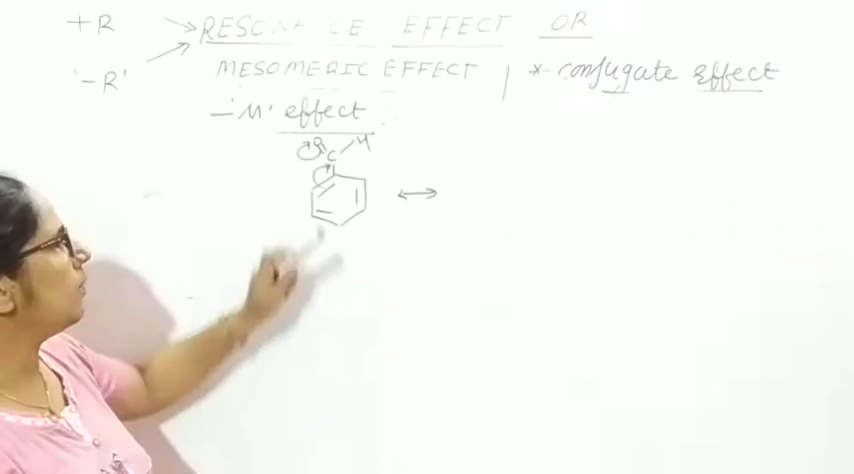 +R
RESONANCE EFFECT OR
'-R'
MESOMERIC EFFECT | * conjugate effect
-'M' effect
C H